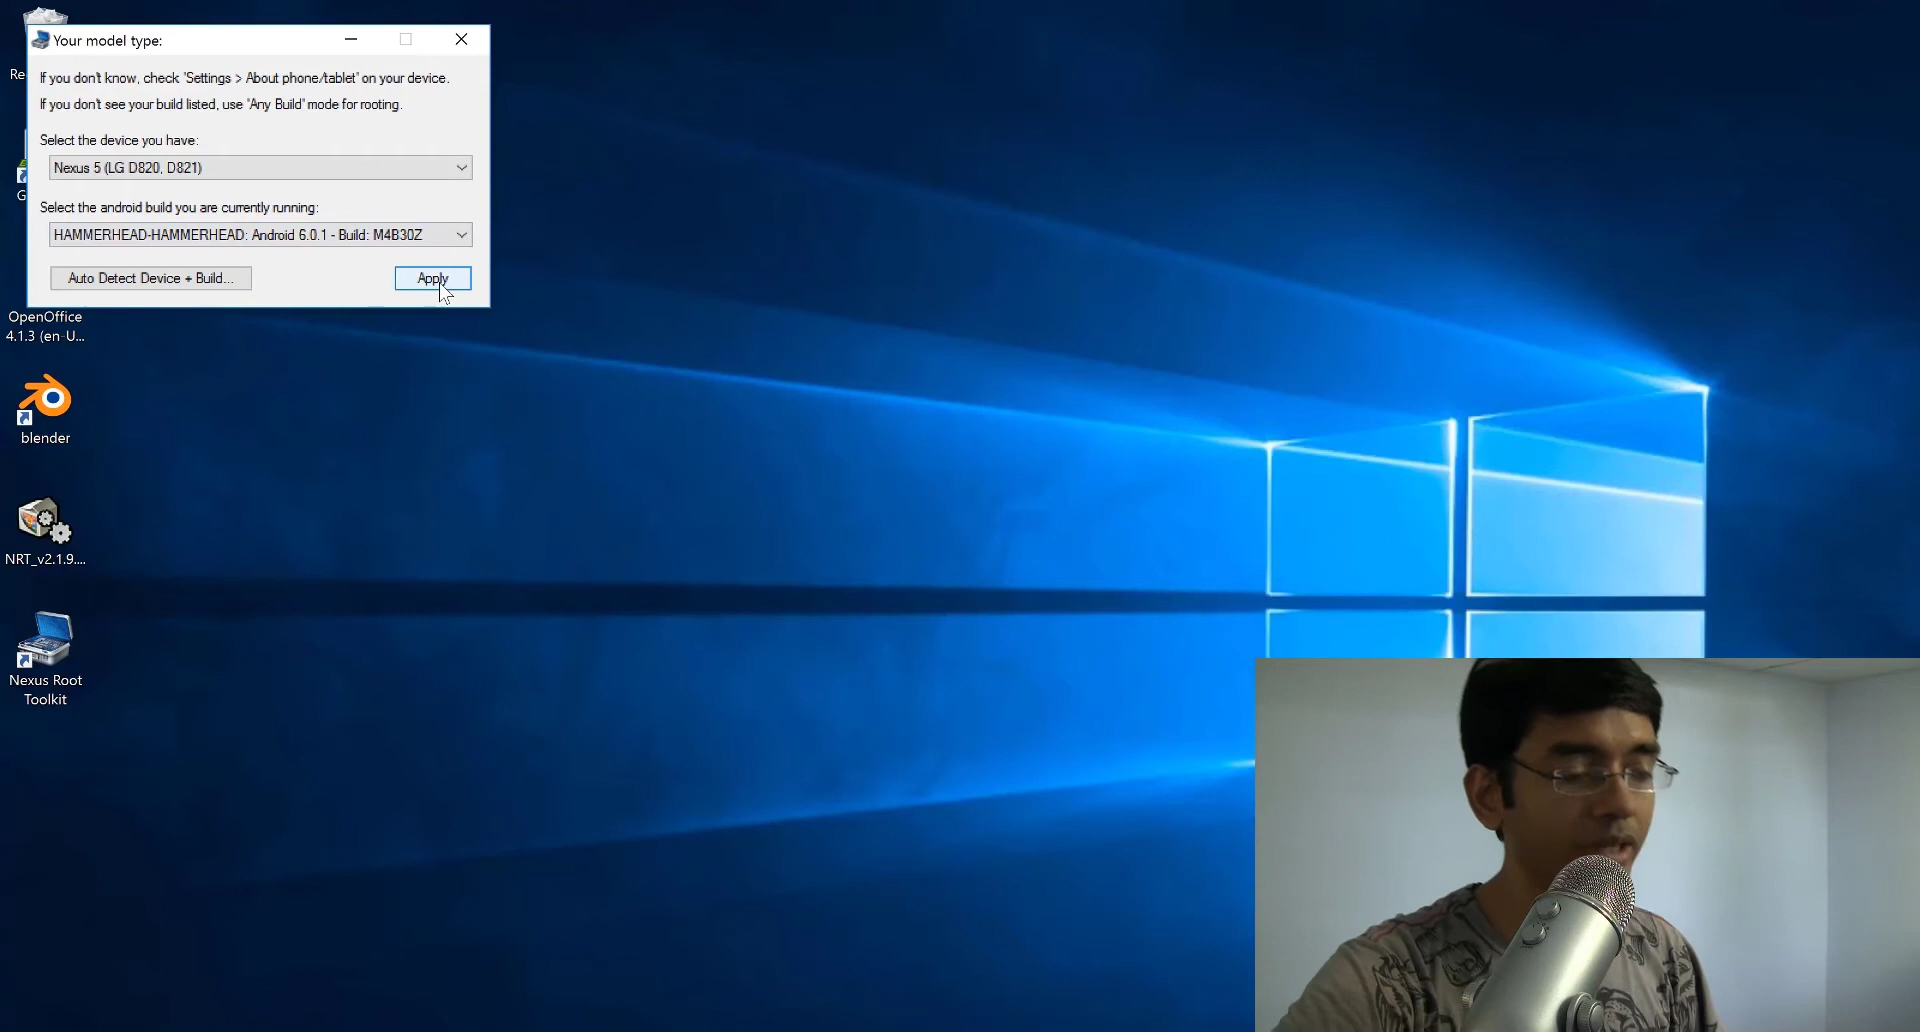 Your model type:
If you don't know, check 'Settings > About phone/tablet' on your device.
If you don't see your build listed, use "Any Build" mode for rooting.
Select the device you have:
Nexus 5 (LG D820, D821)
Select the android build you are currently running:
HAMMERHEAD-HAMMERHEAD: Android 6.0.1 - Build: M4B30Z
Auto Detect Device + Build...
Apply
Re
G
OpenOffice
4.1.3 (en-U...
blender
NRT_v2.1.9....
Nexus Root
Toolkit